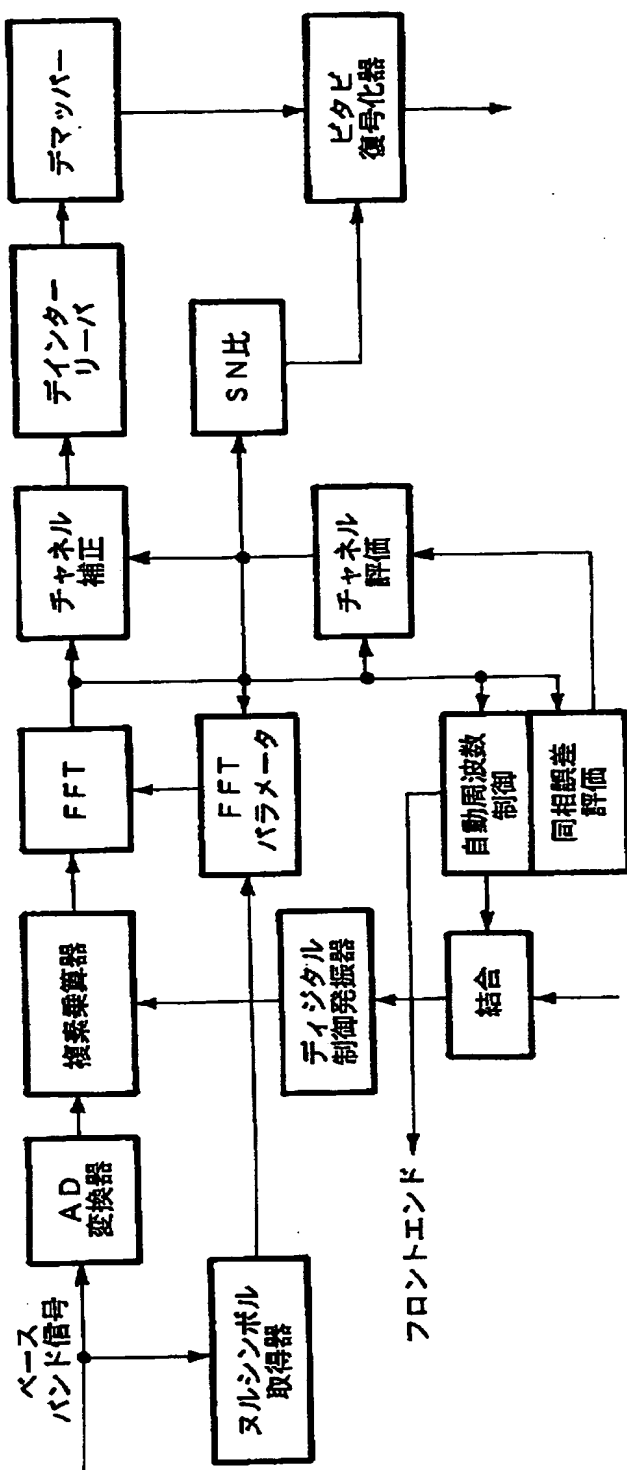 ベース
バンド信号
AD
変換器
複素乗算器
FFT
チャネル
補正
デインター
リーバ
デマッパー
ヌルシンボル
取得器
ディジタル
制御発振器
FFT
パラメータ
チャネル
評価
SN比
ビタビ
復号化器
フロントエンド
結合
自動周波数
制御
同相誤差
評価